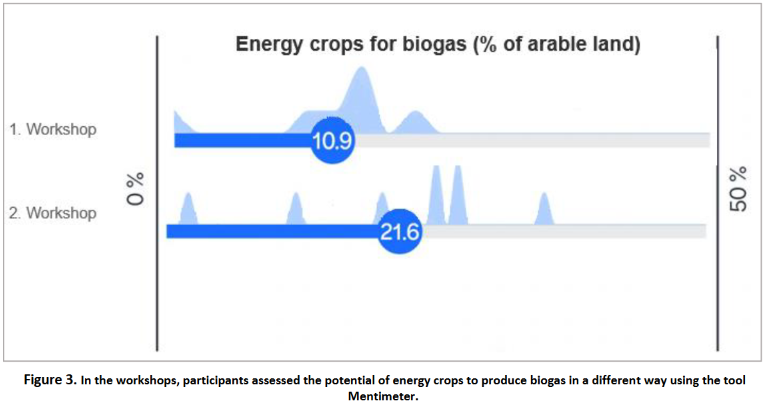 Energy crops for biogas (% of arable land)
1. Workshop
10.9
0 %
50 %
2. Workshop
21.6
Figure 3. In the workshops, participants assessed the potential of energy crops to produce biogas in a different way using the tool
Mentimeter.